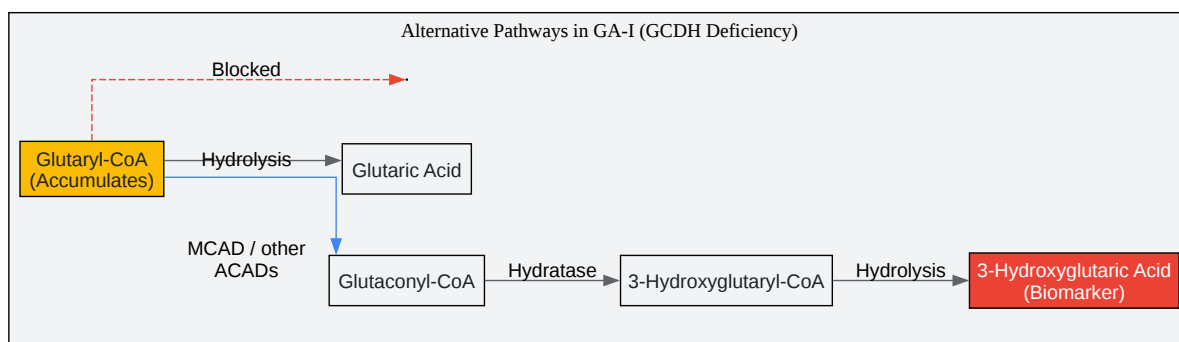 Alternative Pathways in GA-I (GCDH Deficiency)
Blocked
Glutaryl-CoA
(Accumulates)
Hydrolysis
Glutaric Acid
MCAD / other
ACADs
Glutaconyl-CoA
Hydratase
3-Hydroxyglutaryl-CoA
Hydrolysis
3-Hydroxyglutaric Acid
(Biomarker)